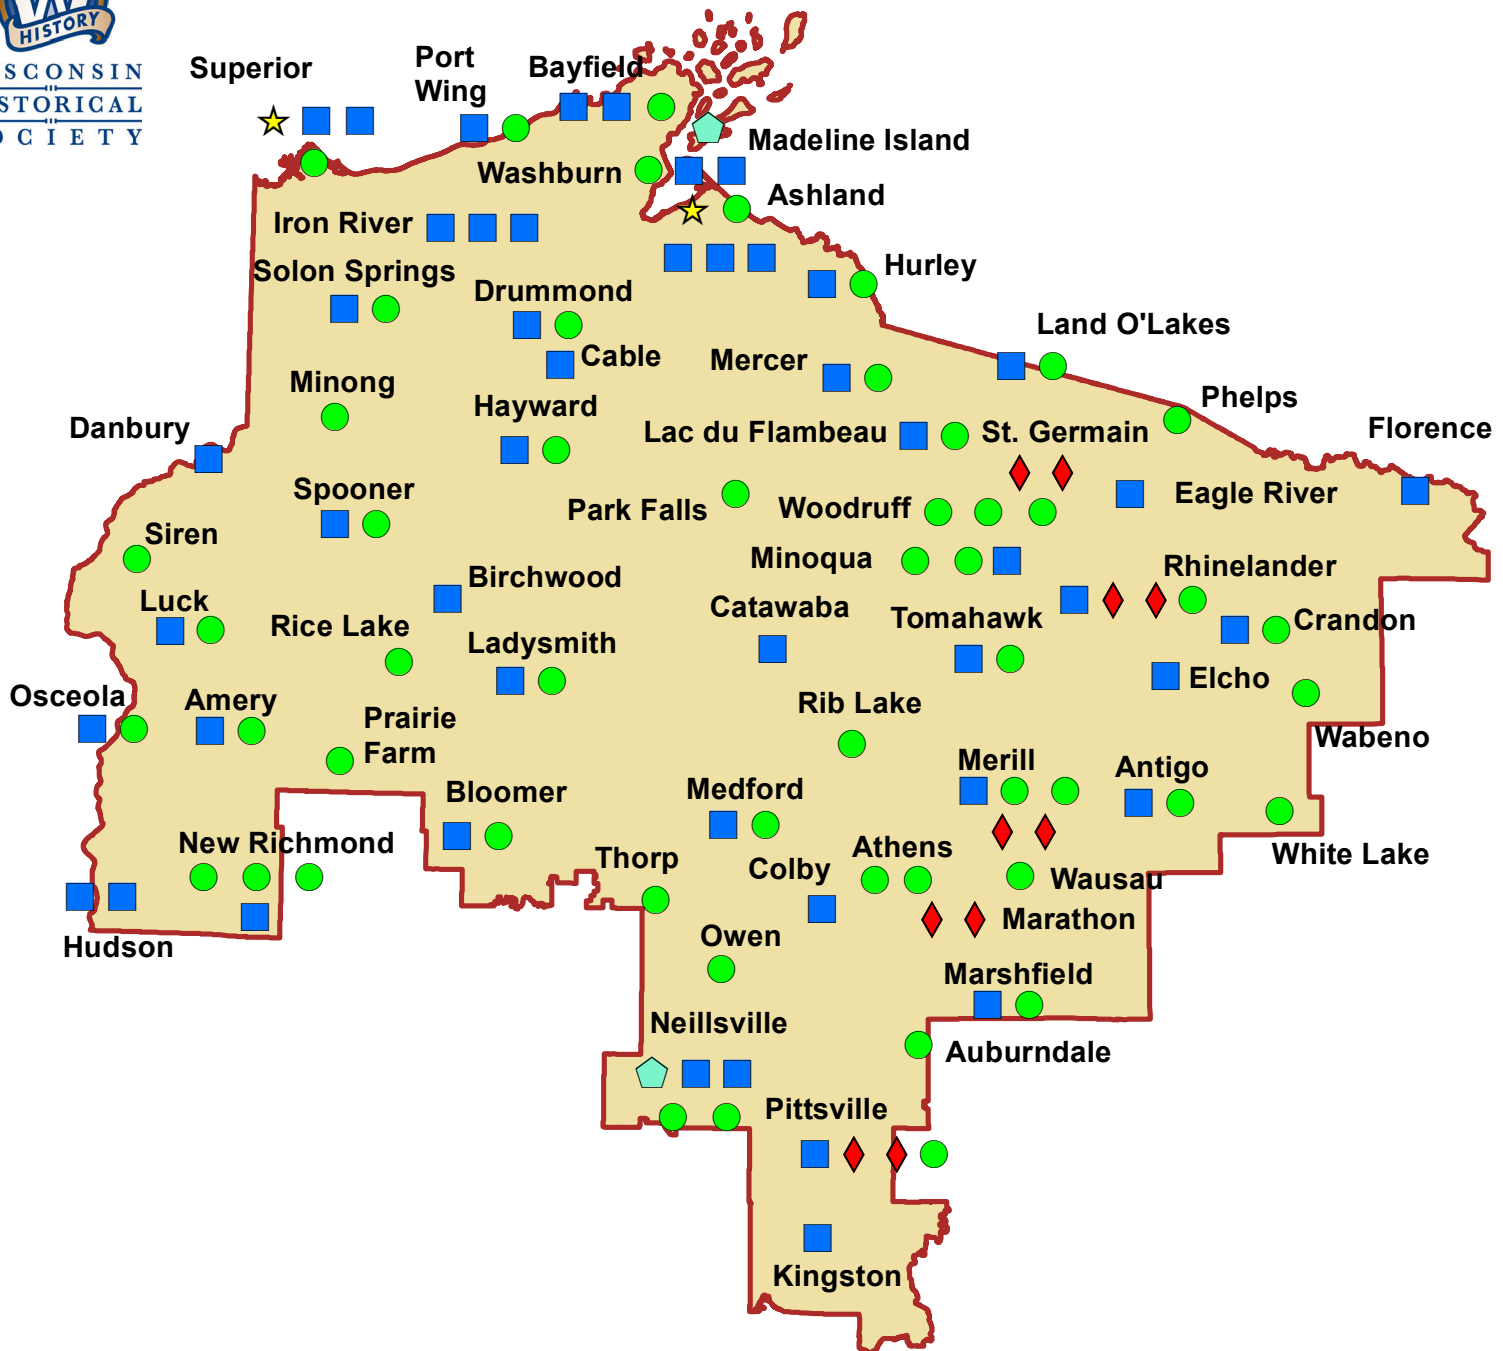 HISTORY
SCONSIN
STORICAL
OCIETY
Superior
Port
Wing
Bayfield
Madeline Island
Washburn
Ashland
Iron River
Solon Springs
Hurley
Drummond
Land O'Lakes
Cable
Mercer
Minong
Phelps
Hayward
Danbury
Lac du Flambeau
St. Germain
Florence
Spooner
Park Falls
Woodruff
Eagle River
Siren
Minoqua
Rhinelander
Birchwood
Luck
Catawaba
Tomahawk
Crandon
Rice Lake
Ladysmith
Elcho
Osceola
Amery
Rib Lake
Prairie
Farm
Wabeno
Merill
Antigo
Bloomer
Medford
New Richmond
Thorp
Colby
Athens
White Lake
Wausau
Marathon
Hudson
Owen
Marshfield
Neillsville
Auburndale
Pittsville
Kingston